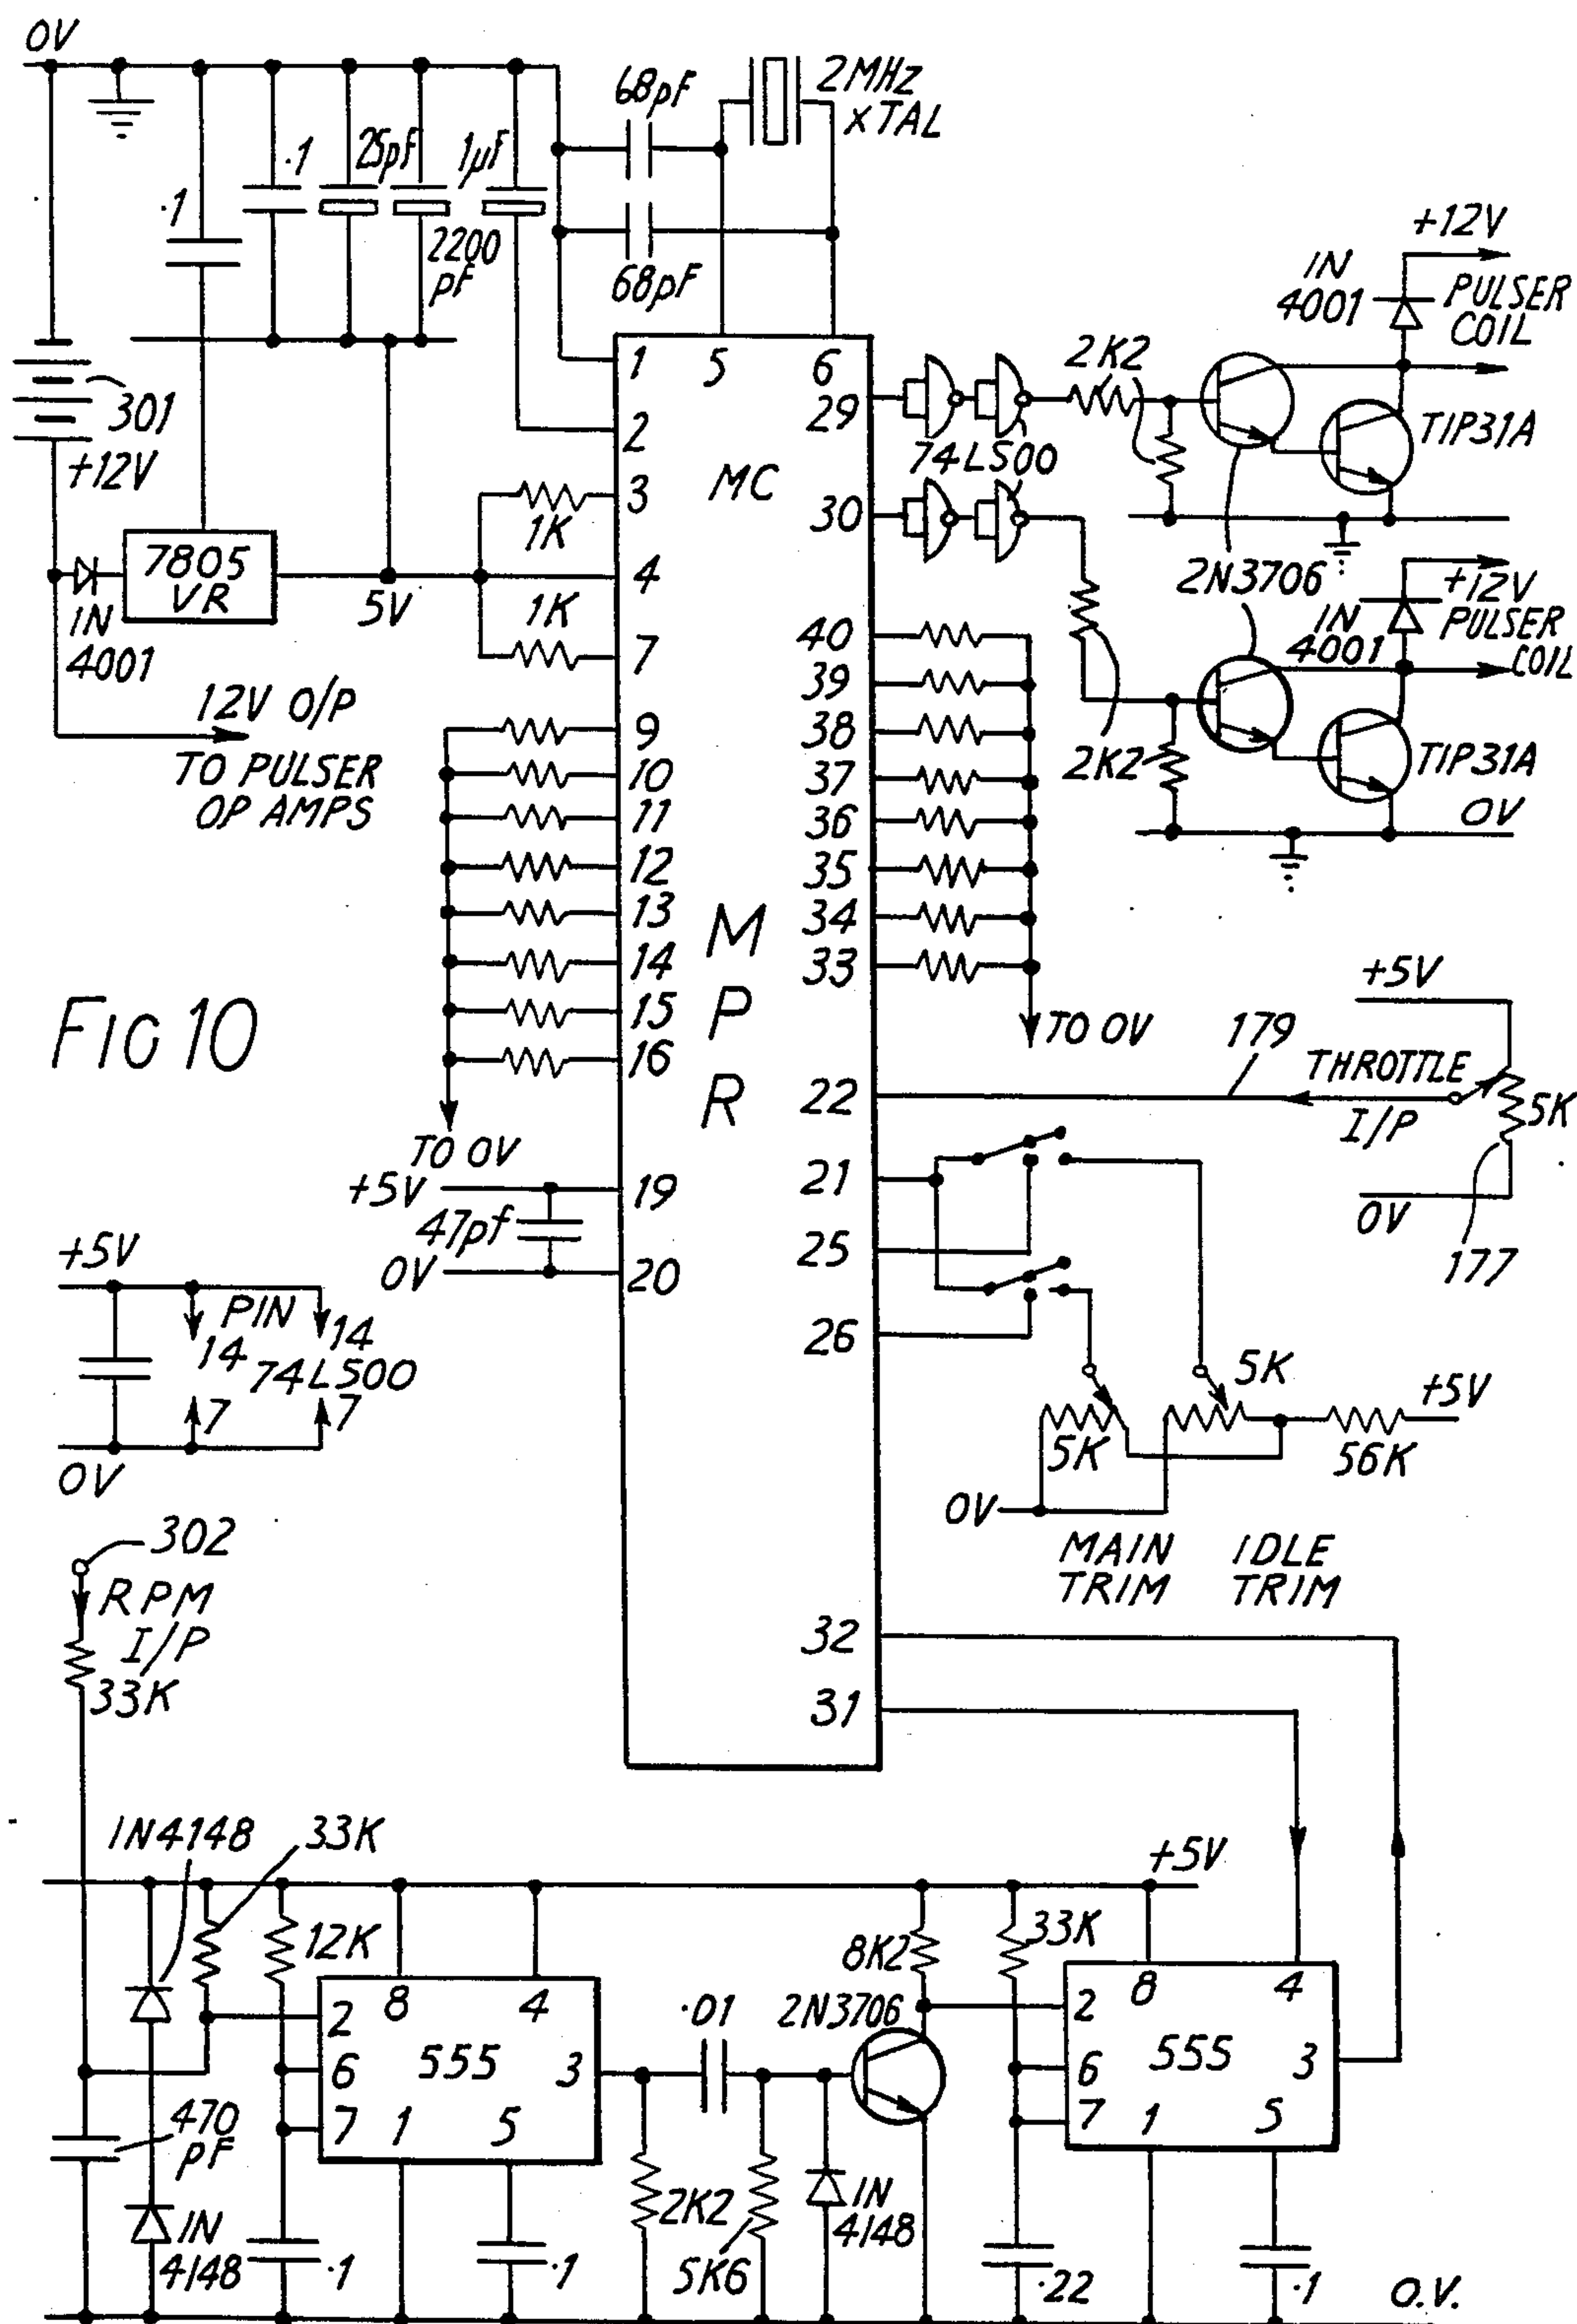 0V
68pF
2MHz
XTAL
.1
.1
25pF
1µF
2200
pF
68pF
+12V
IN
4001
PULSER
COIL
301
+12V
1
5
6
2
29
2K2
74LS00
TIP31A
MC
3
1K
30
7805
VR
4
5V
1K
7
IN
4001
2N3706
+12V
IN
4001
PULSER
COIL
12V O/P
TO PULSER
OP AMPS
2K2
TIP31A
0V
9
10
11
12
13
14
15
16
40
39
38
37
36
35
34
33
M
P
R
FIG 10
TO 0V
TO 0V
179
+5V
THROTTLE
I/P
5K
0V
177
22
21
25
26
+5V
47pf
0V
19
20
+5V
PIN
14
14
74LS00
7
7
0V
5K
+5V
5K
56K
0V
MAIN
TRIM
IDLE
TRIM
302
RPM
I/P
33K
32
31
IN4148
33K
+5V
12K
8K2
33K
2
8
4
6
555
3
7
1
5
.01
2N3706
2
8
4
6
555
3
7
1
5
470
pF
IN
4148
.1
.1
2K2
5K6
IN
4148
.22
.1
O.V.